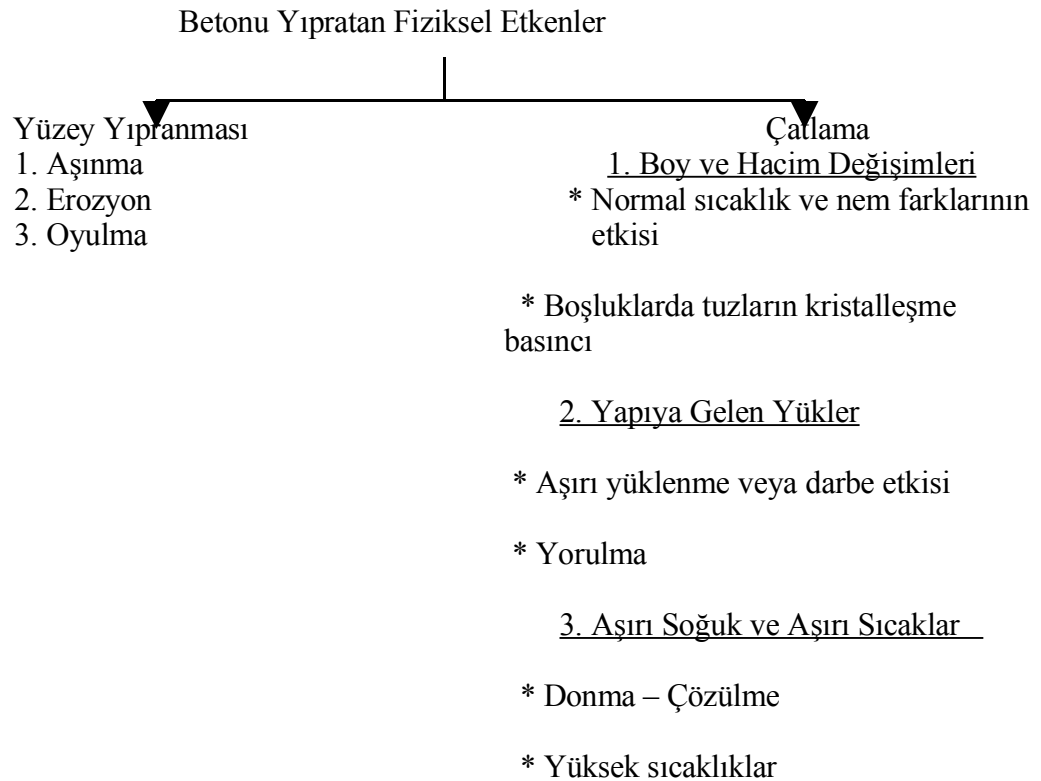 Betonu Yıpratan Fiziksel Etkenler
Yüzey Yıpranması
1. Aşınma
2. Erozyon
3. Oyulma
Çatlama
1. Boy ve Hacim Değişimleri
* Normal sıcaklık ve nem farklarının
etkisi
* Boşluklarda tuzların kristalleşme
basıncı
2. Yapıya Gelen Yükler
* Aşırı yüklenme veya darbe etkisi
* Yorulma
3. Aşırı Soğuk ve Aşırı Sıcaklar
* Donma – Çözülme
* Yüksek sıcaklıklar